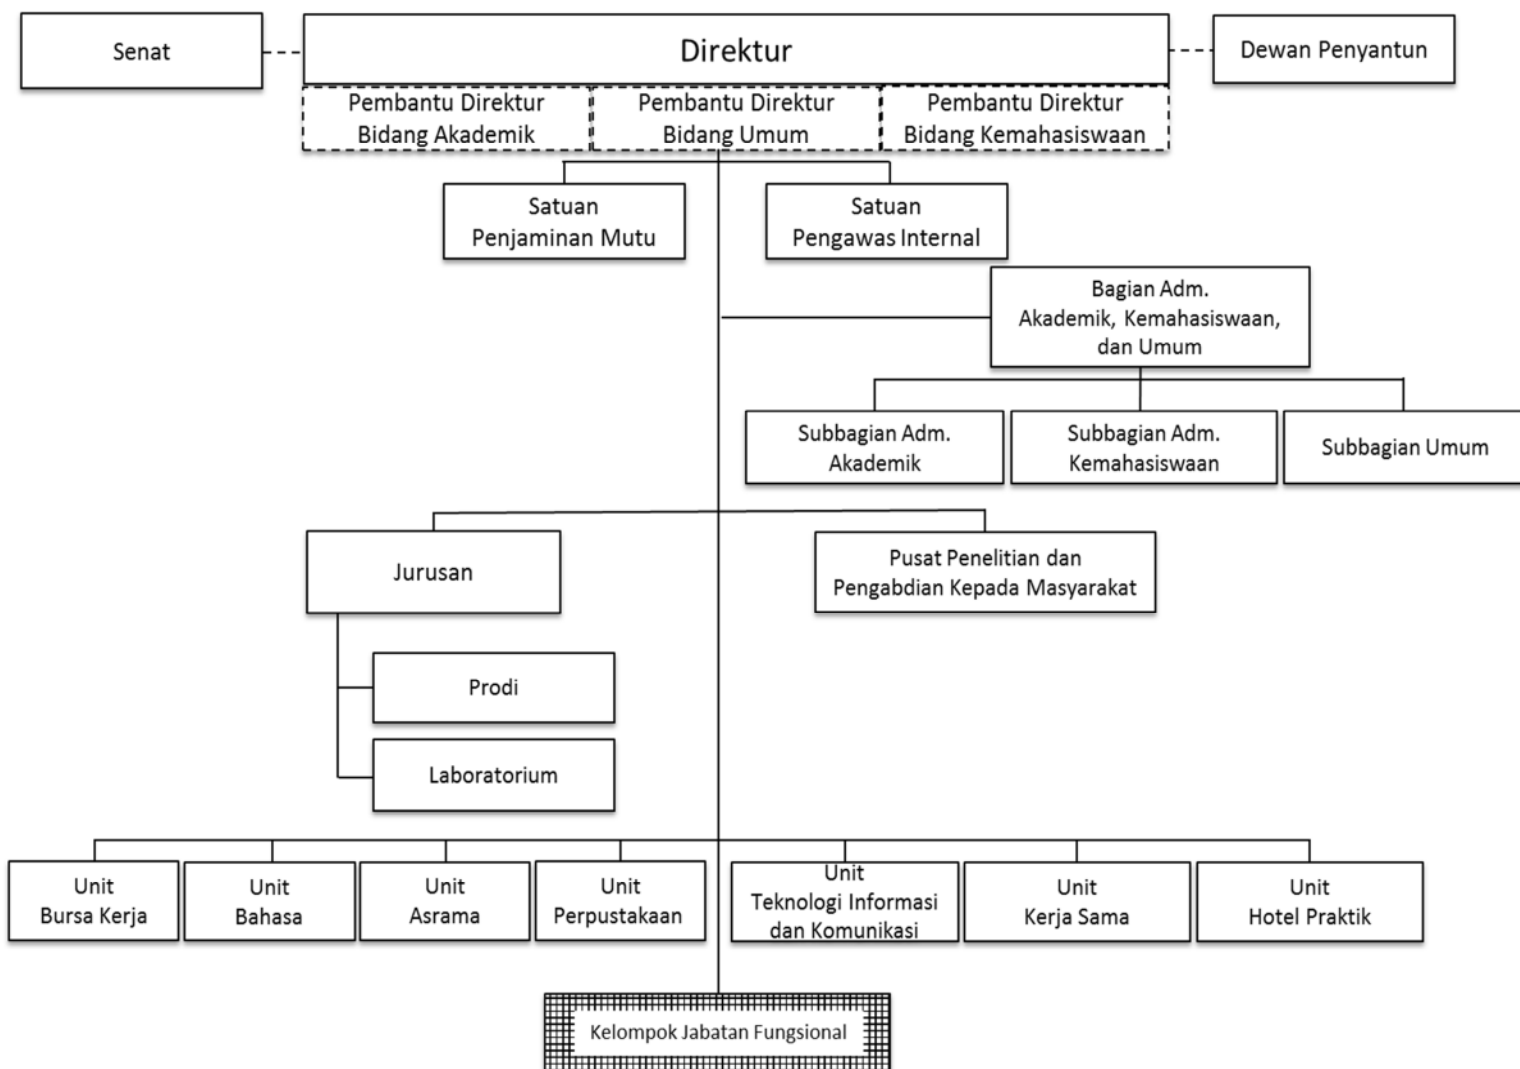 Senat
Direktur
Dewan Penyantun
Pembantu Direktur
Bidang Akademik
Pembantu Direktur
Bidang Umum
Pembantu Direktur
Bidang Kemahasiswaan
Satuan
Penjaminan Mutu
Satuan
Pengawas Internal
Bagian Adm.
Akademik, Kemahasiswaan,
dan Umum
Subbagian Adm.
Akademik
Subbagian Adm.
Kemahasiswaan
Subbagian Umum
Jurusan
Pusat Penelitian dan
Pengabdian Kepada Masyarakat
Prodi
Laboratorium
Unit
Bursa Kerja
Unit
Bahasa
Unit
Asrama
Unit
Perpustakaan
Unit
Teknologi Informasi
dan Komunikasi
Unit
Kerja Sama
Unit
Hotel Praktik
Kelompok Jabatan Fungsional